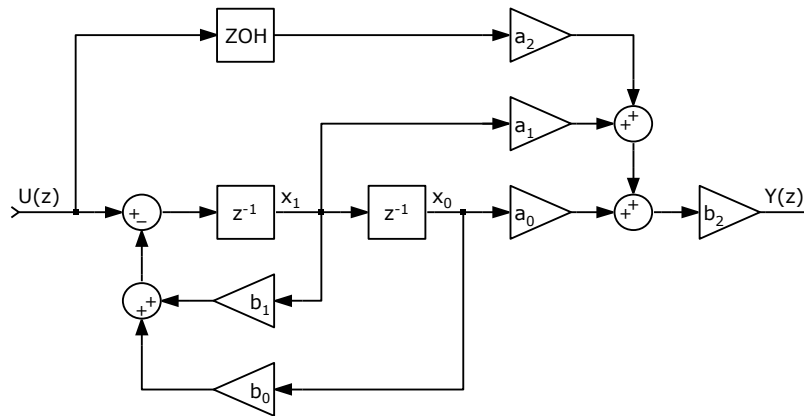 ZOH
a₂
+
+
a₁
+
U(z)
x₁
x₀
Y(z)
+
−
z⁻¹
z⁻¹
a₀
+
+
b₂
+
+
b₁
b₀